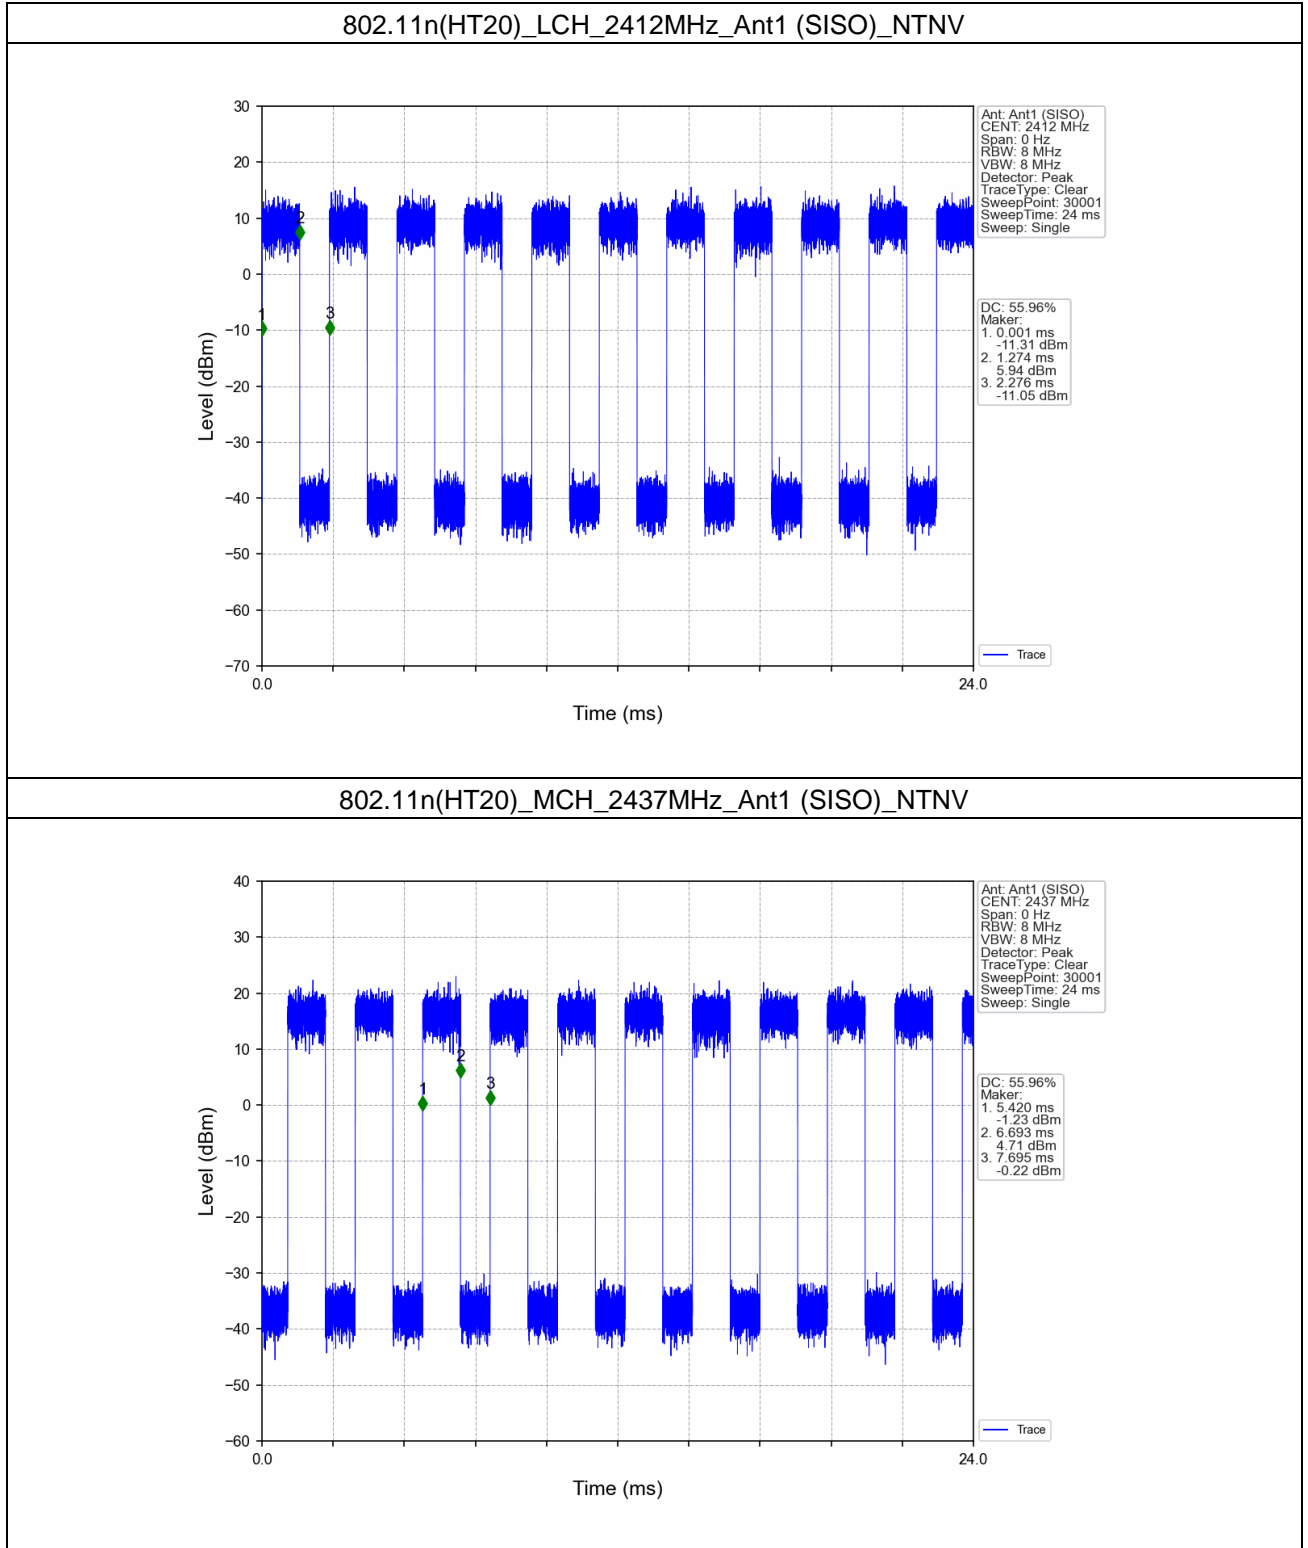 802.11n(HT20)_LCH_2412MHz_Ant1 (SISO)_NTNV
30
20
10
0
−10
−20
−30
−40
−50
−60
−70
Level (dBm)
0.0
24.0
Time (ms)
1
2
3
Ant: Ant1 (SISO)
CENT: 2412 MHz
Span: 0 Hz
RBW: 8 MHz
VBW: 8 MHz
Detector: Peak
TraceType: Clear
SweepPoint: 30001
SweepTime: 24 ms
Sweep: Single
DC: 55.96%
Maker:
1. 0.001 ms
-11.31 dBm
2. 1.274 ms
5.94 dBm
3. 2.276 ms
-11.05 dBm
Trace
802.11n(HT20)_MCH_2437MHz_Ant1 (SISO)_NTNV
40
30
20
10
0
−10
−20
−30
−40
−50
−60
Level (dBm)
0.0
24.0
Time (ms)
1
2
3
Ant: Ant1 (SISO)
CENT: 2437 MHz
Span: 0 Hz
RBW: 8 MHz
VBW: 8 MHz
Detector: Peak
TraceType: Clear
SweepPoint: 30001
SweepTime: 24 ms
Sweep: Single
DC: 55.96%
Maker:
1. 5.420 ms
-1.23 dBm
2. 6.693 ms
4.71 dBm
3. 7.695 ms
-0.22 dBm
Trace